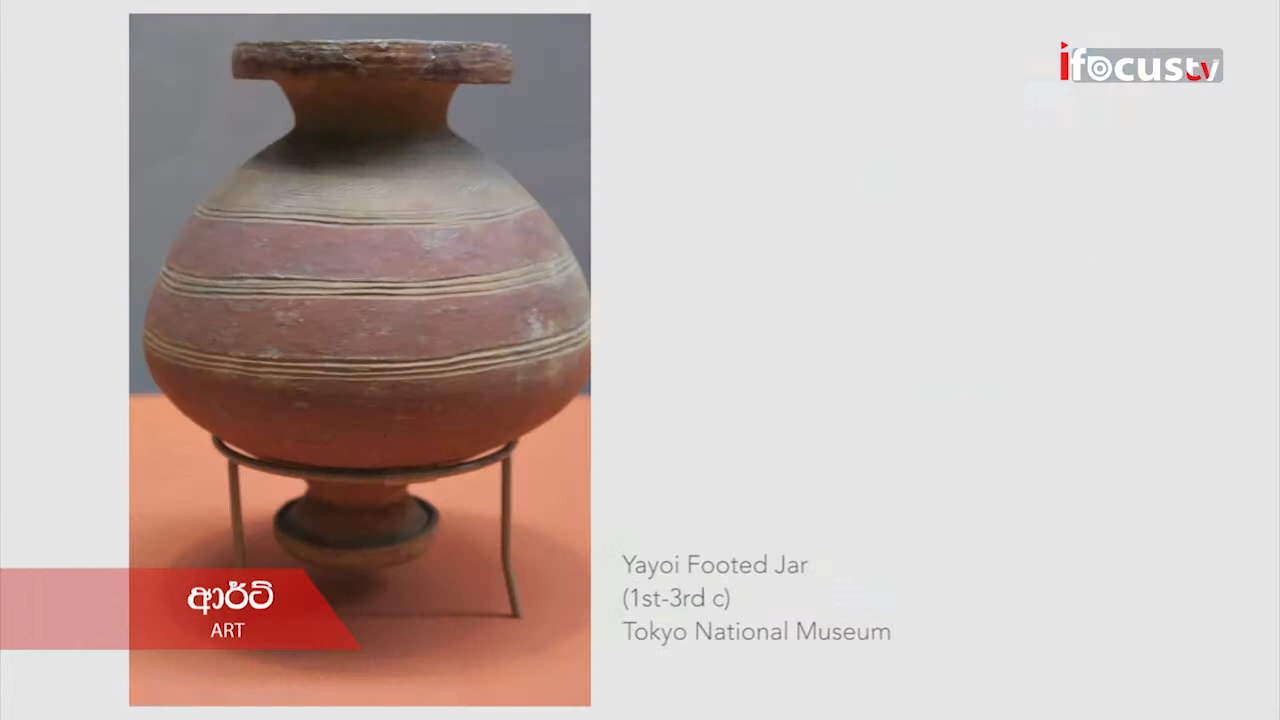 ifocustv
Yayoi Footed Jar
(1st-3rd c)
Tokyo National Museum
ආර්ට්
ART